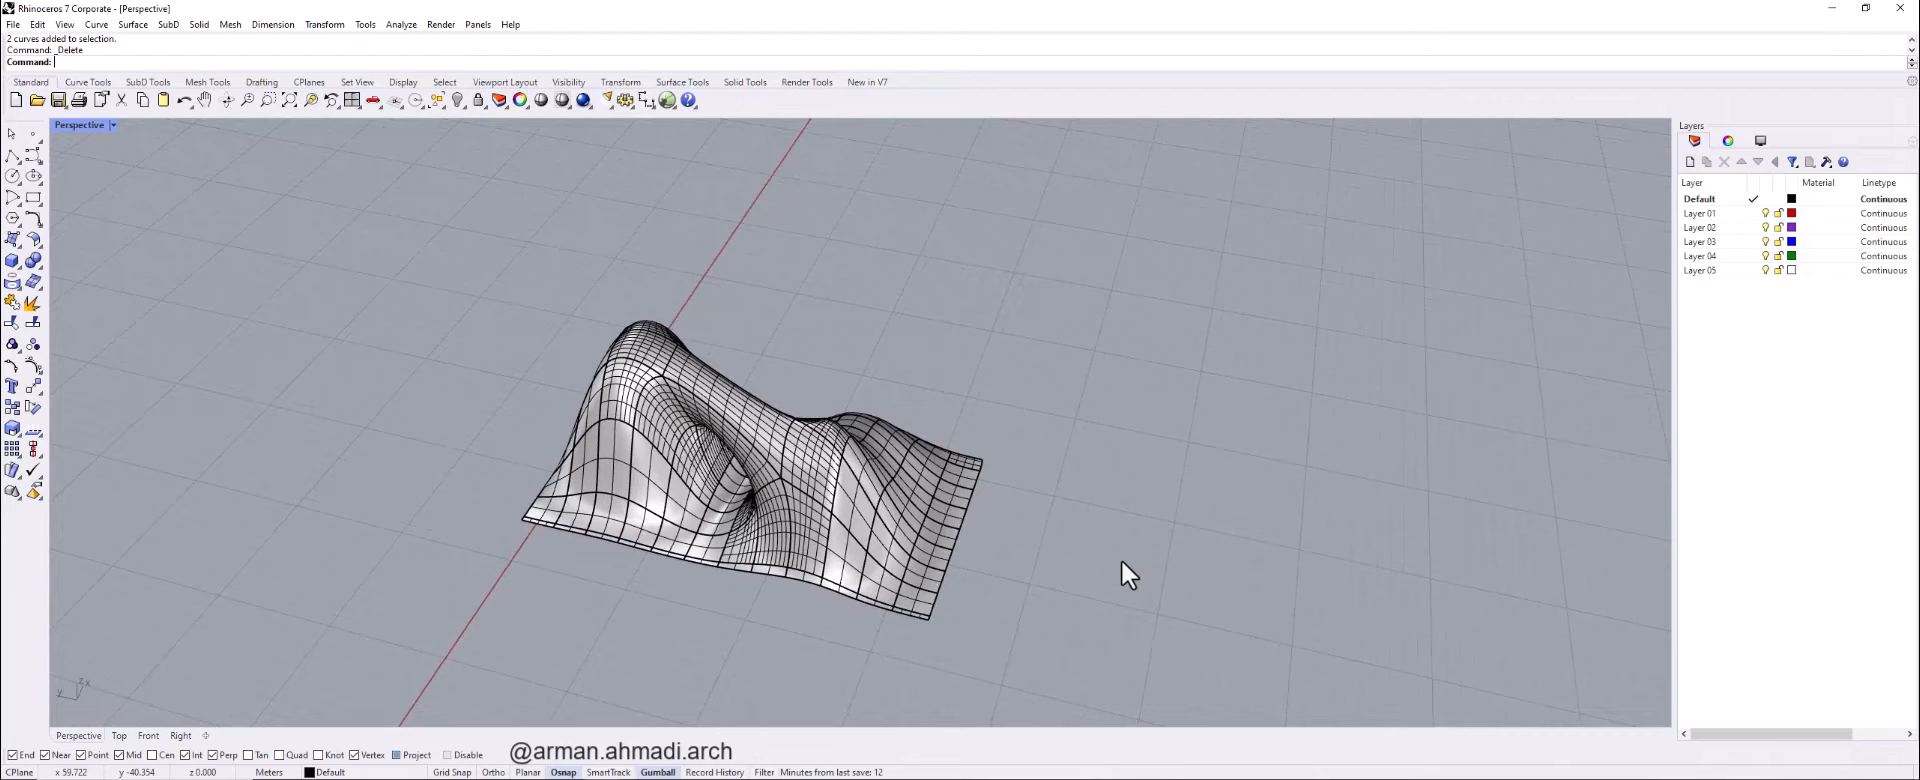 Rhinoceros 7 Corporate - [Perspective]
File Edit View Curve Surface SubD Solid Mesh Dimension Transform Tools Analyze Render Panels Help
2 curves added to selection.
Command: _Delete
Command:
Standard Curve Tools SubD Tools Mesh Tools Drafting CPlanes Set View Display Select Viewport Layout Visibility Transform Surface Tools Solid Tools Render Tools New in V7
Perspective
Layers
Layer Material Linetype
Default Continuous
Layer 01 Continuous
Layer 02 Continuous
Layer 03 Continuous
Layer 04 Continuous
Layer 05 Continuous
z x
y
Perspective Top Front Right
End Near Point Mid Cen Int Perp Tan Quad Knot Vertex Project Disable
@arman.ahmadi.arch
CPlane x 59.722 y -40.354 z 0.000 Meters Default Grid Snap Ortho Planar Osnap SmartTrack Gumball Record History Filter Minutes from last save: 12